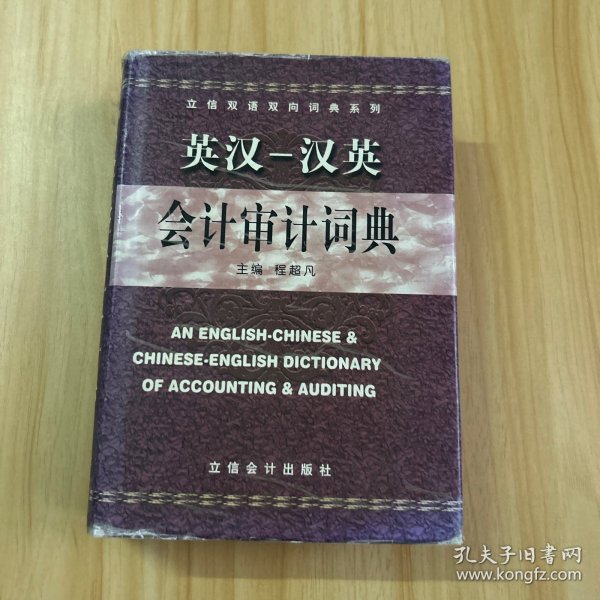 立信双语双向词典系列
英汉－汉英
会计审计词典
主编 程超凡
AN ENGLISH-CHINESE &
CHINESE-ENGLISH DICTIONARY
OF ACCOUNTING & AUDITING
立信会计出版社
孔夫子旧书网
www.kongfz.com